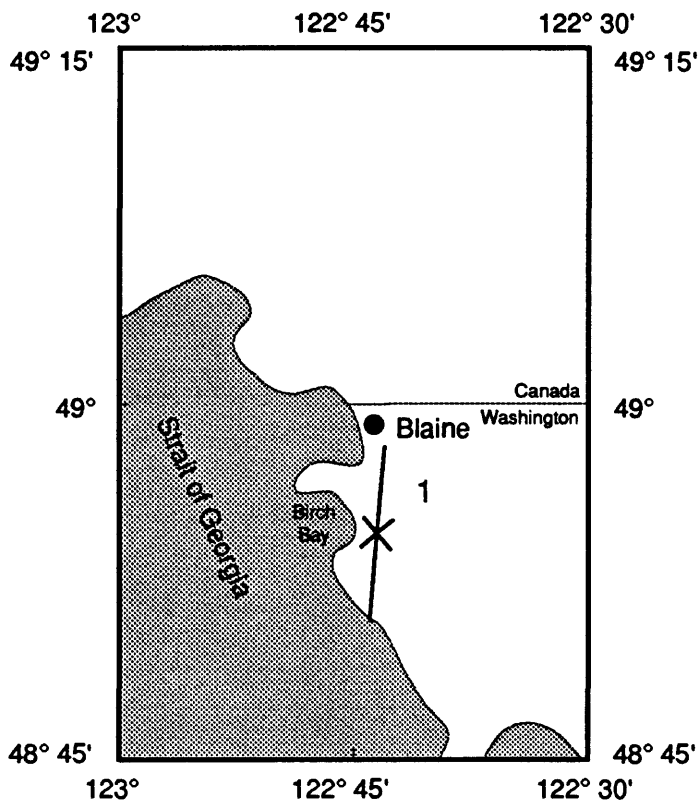 123° 122° 45' 122° 30'
49° 15' 49° 15'
Canada
49° 49°
Washington
Blaine
Strait of Georgia
1
Birch
Bay
48° 45' 48° 45'
123° 122° 45' 122° 30'